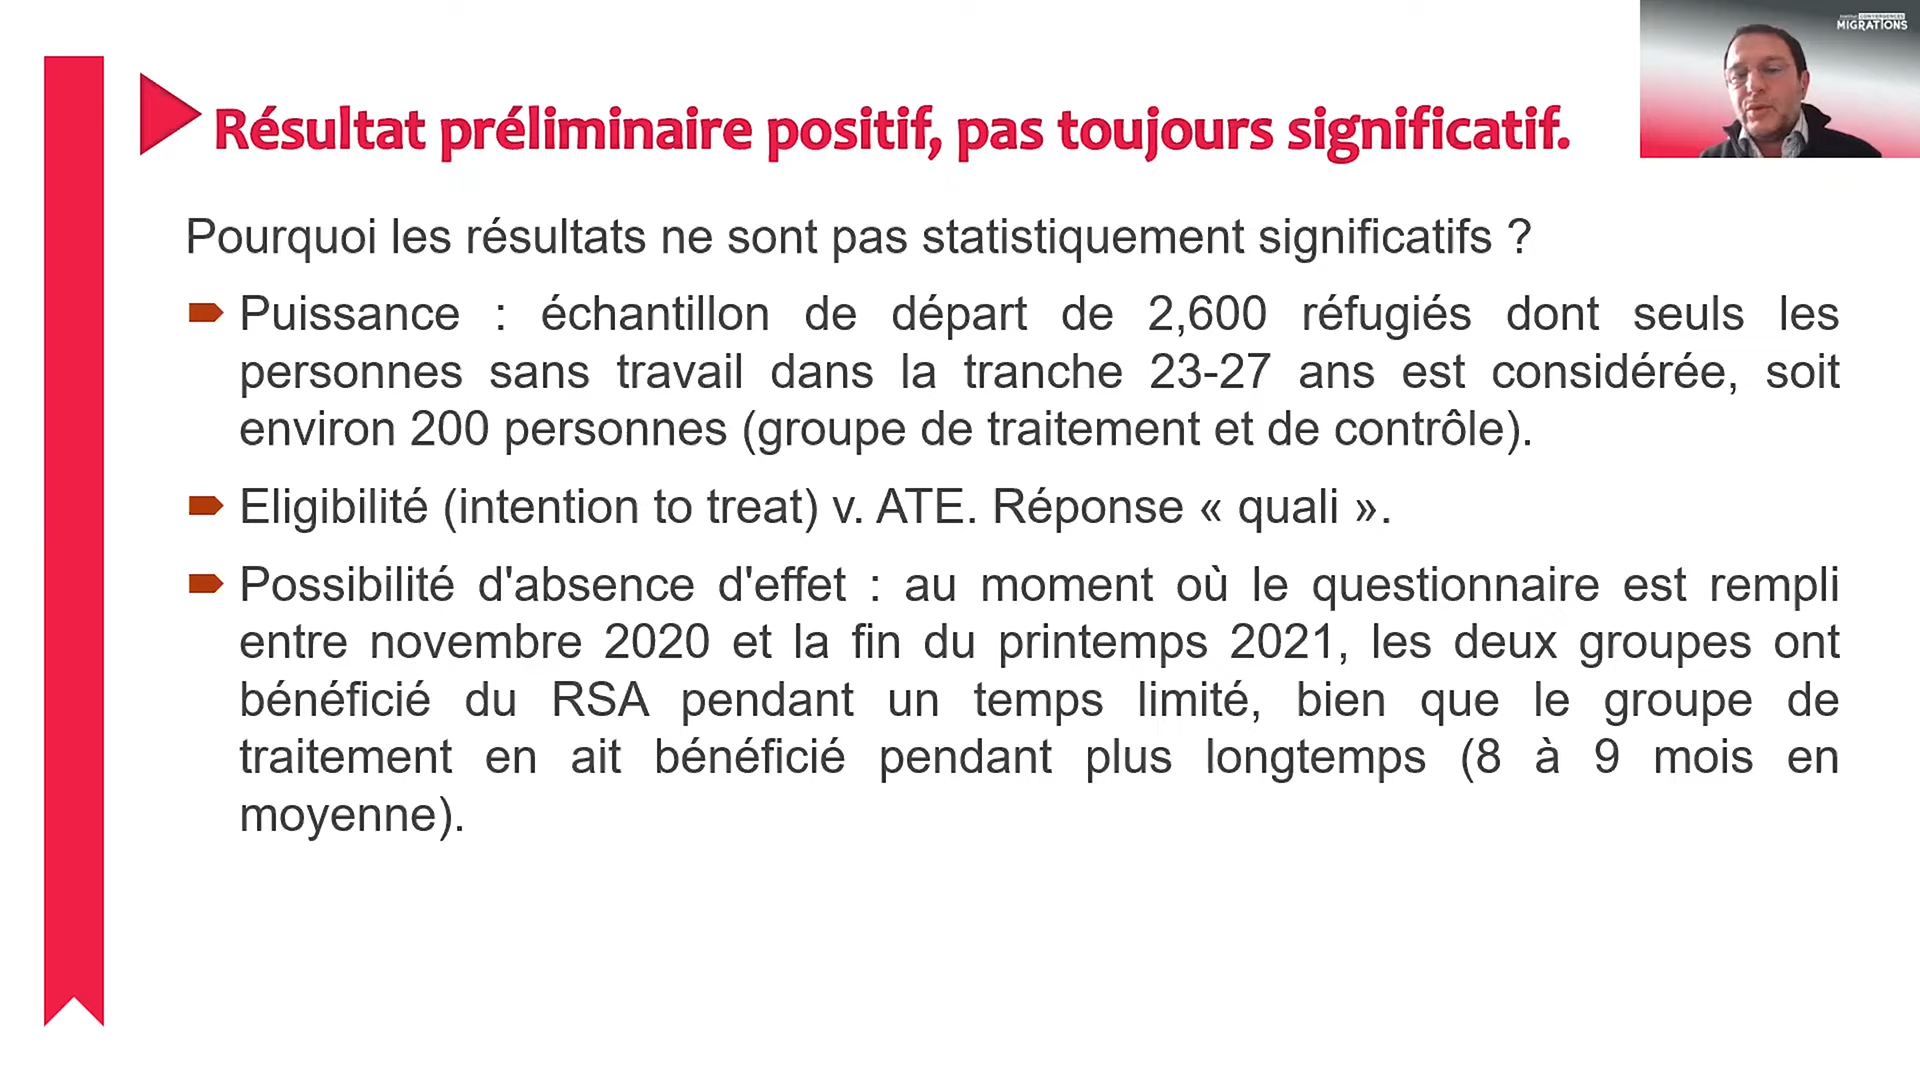 Résultat préliminaire positif, pas toujours significatif.
Pourquoi les résultats ne sont pas statistiquement significatifs ?
Puissance : échantillon de départ de 2,600 réfugiés dont seuls les
personnes sans travail dans la tranche 23-27 ans est considérée, soit
environ 200 personnes (groupe de traitement et de contrôle).
Eligibilité (intention to treat) v. ATE. Réponse « quali ».
Possibilité d'absence d'effet : au moment où le questionnaire est rempli
entre novembre 2020 et la fin du printemps 2021, les deux groupes ont
bénéficié du RSA pendant un temps limité, bien que le groupe de
traitement en ait bénéficié pendant plus longtemps (8 à 9 mois en
moyenne).
INSTITUT CONVERGENCES
MIGRATIONS